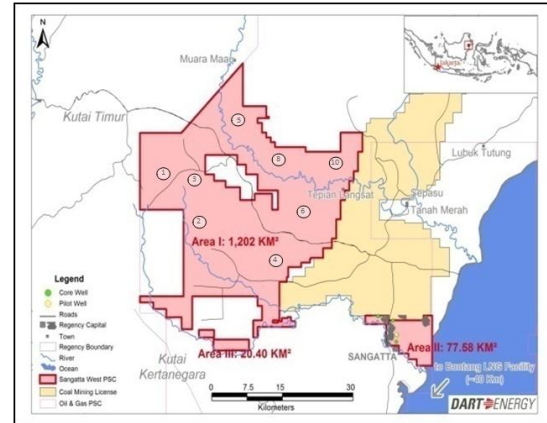 N
Jakarta
Muara Maau
Kutai Timur
5
8
10
1
3
Lubuk Tutung
Tepian Langsat
Sepasu
Tanah Merah
6
2
Area I: 1,202 KM²
4
Legend
Core Well
Pilot Well
Roads
Regency Capital
Town
Regency Boundary
River
Ocean
Sangatta West PSC
Coal Mining License
Oil & Gas PSC
Kutai
Kertanegara
Area III: 20.40 KM²
SANGATTA
Area II: 77.58 KM²
to Bontang LNG Facility
(~40 Km)
0 7.5 15 30
Kilometers
DART ENERGY